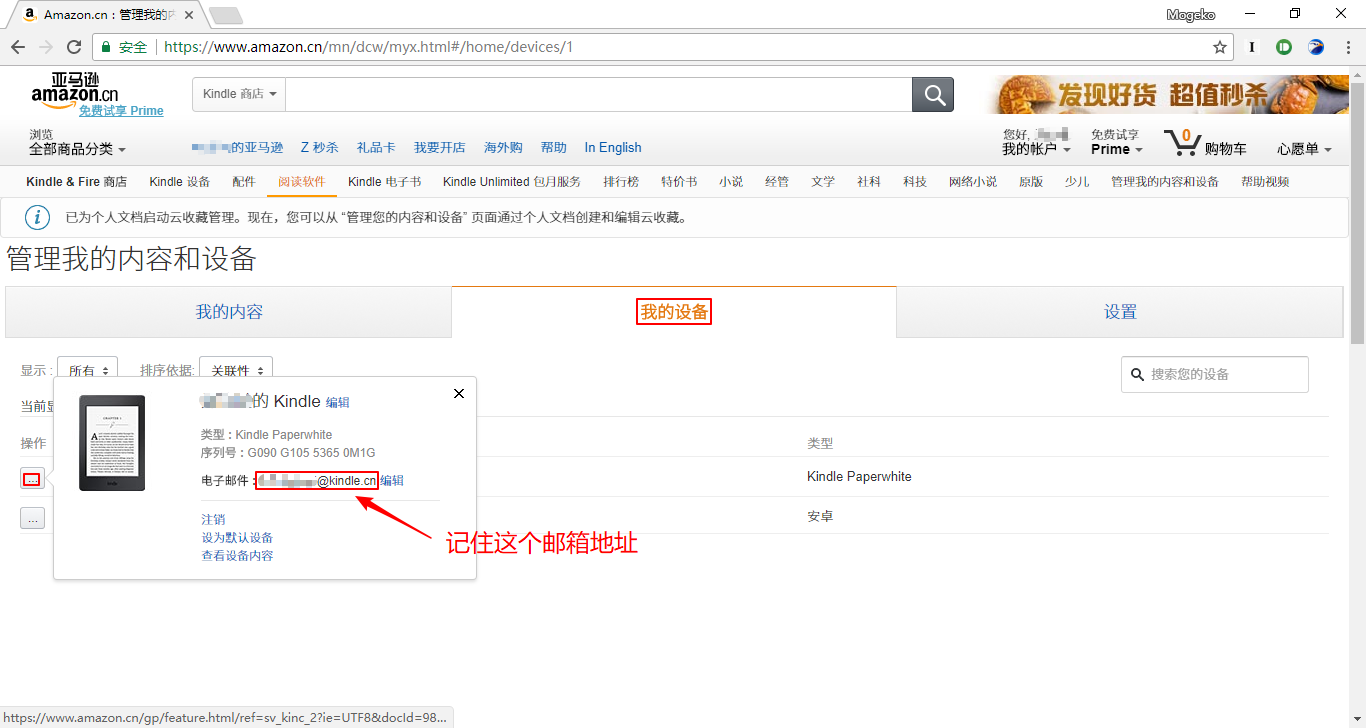 Amazon.cn：管理我的内
Mogeko
安全 https://www.amazon.cn/mn/dcw/myx.html#/home/devices/1
亚马逊
amazon.cn
免费试享 Prime
Kindle 商店
发现好货 超值秒杀
浏览
全部商品分类
的亚马逊 Z 秒杀 礼品卡 我要开店 海外购 帮助 In English
您好,
我的帐户
免费试享
Prime
0
购物车
心愿单
Kindle & Fire 商店 Kindle 设备 配件 阅读软件 Kindle 电子书 Kindle Unlimited 包月服务 排行榜 特价书 小说 经管 文学 社科 科技 网络小说 原版 少儿 管理我的内容和设备 帮助视频
已为个人文档启动云收藏管理。现在，您可以从 “管理您的内容和设备” 页面通过个人文档创建和编辑云收藏。
管理我的内容和设备
我的内容 我的设备 设置
显示 : 所有 排序依据: 关联性
搜索您的设备
当前显
操作 类型
... Kindle Paperwhite
... 安卓
的 Kindle 编辑
类型 : Kindle Paperwhite
序列号 : G090 G105 5365 0M1G
电子邮件 : @kindle.cn 编辑
注销
设为默认设备
查看设备内容
记住这个邮箱地址
https://www.amazon.cn/gp/feature.html/ref=sv_kinc_2?ie=UTF8&docId=98...